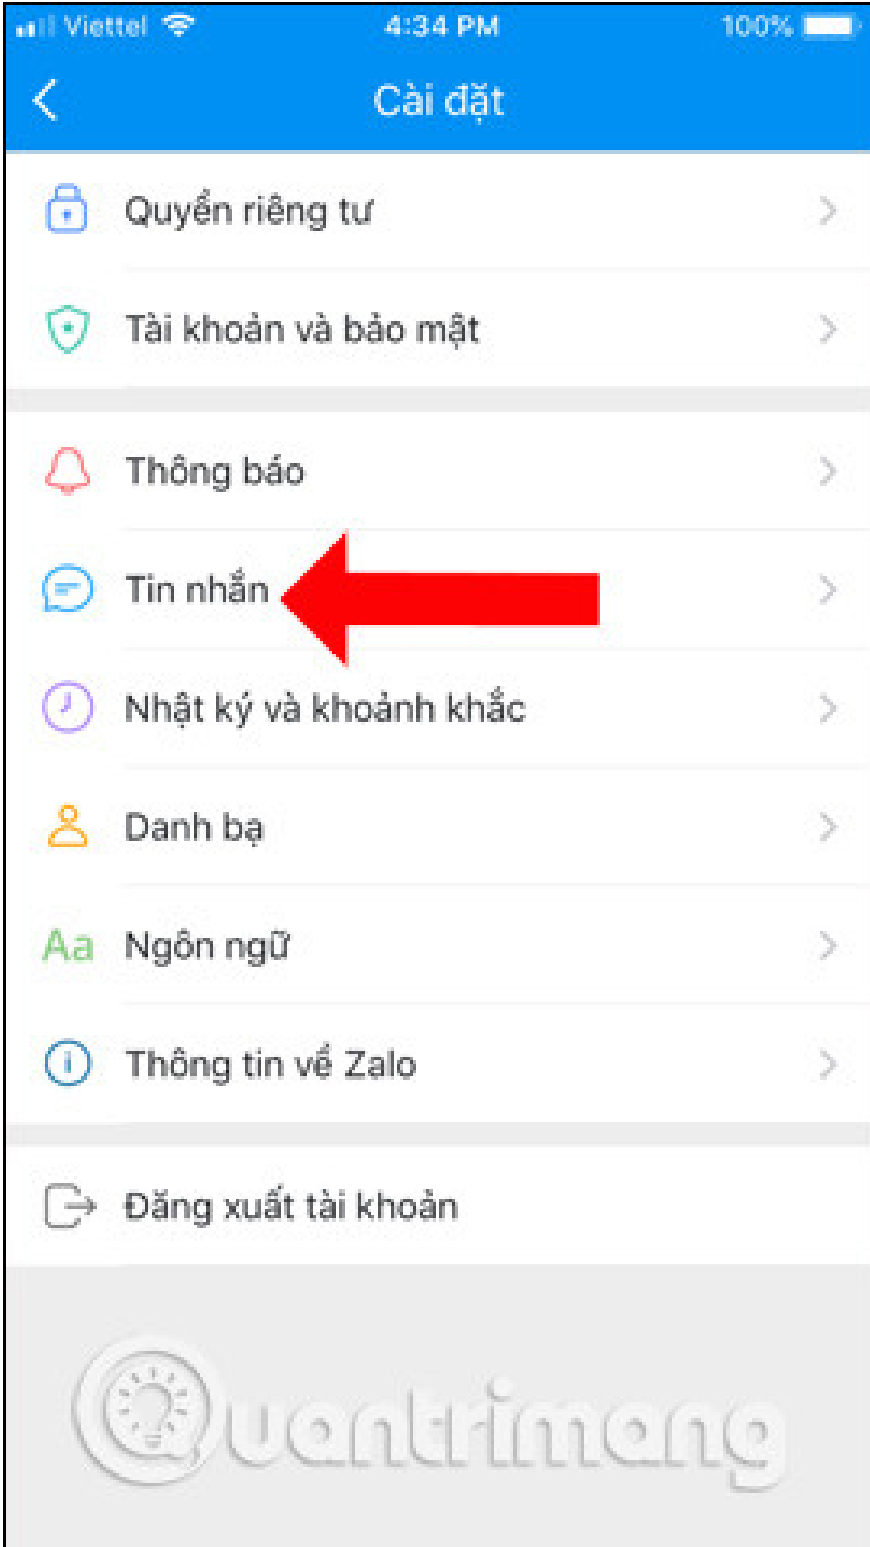 Viettel 4:34 PM 100%
Cài đặt
Quyền riêng tư
Tài khoản và bảo mật
Thông báo
Tin nhắn
Nhật ký và khoảnh khắc
Danh bạ
Aa Ngôn ngữ
Thông tin về Zalo
Đăng xuất tài khoản
Quantrimang